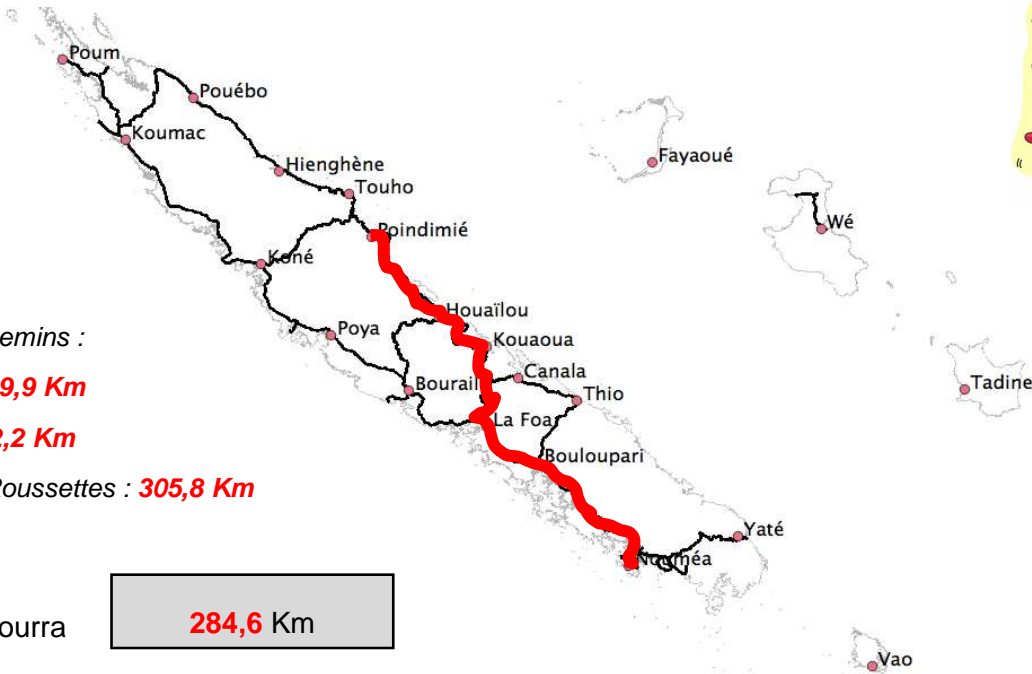 Poum
Pouébo
Koumac
Hienghène
Fayaoué
Touho
Wé
Poindimié
Koné
Houaïlou
emins :
Poya
Kouaoua
Canala
Tadine
9,9 Km
Bourail
Thio
La Foa
2,2 Km
Bouloupari
Roussettes : 305,8 Km
Yaté
Nouméa
ourra
284,6 Km
Vao